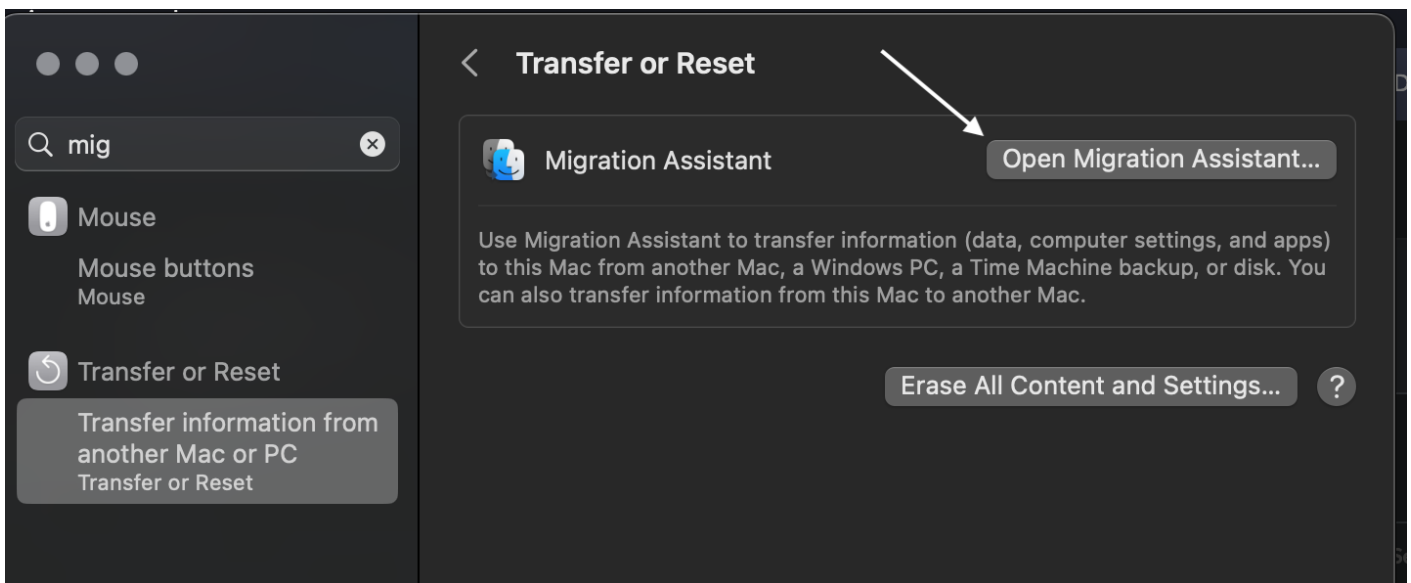 mig
Mouse
Mouse buttons
Mouse
Transfer or Reset
Transfer information from
another Mac or PC
Transfer or Reset
Transfer or Reset
Migration Assistant
Open Migration Assistant...
Use Migration Assistant to transfer information (data, computer settings, and apps)
to this Mac from another Mac, a Windows PC, a Time Machine backup, or disk. You
can also transfer information from this Mac to another Mac.
Erase All Content and Settings...
?